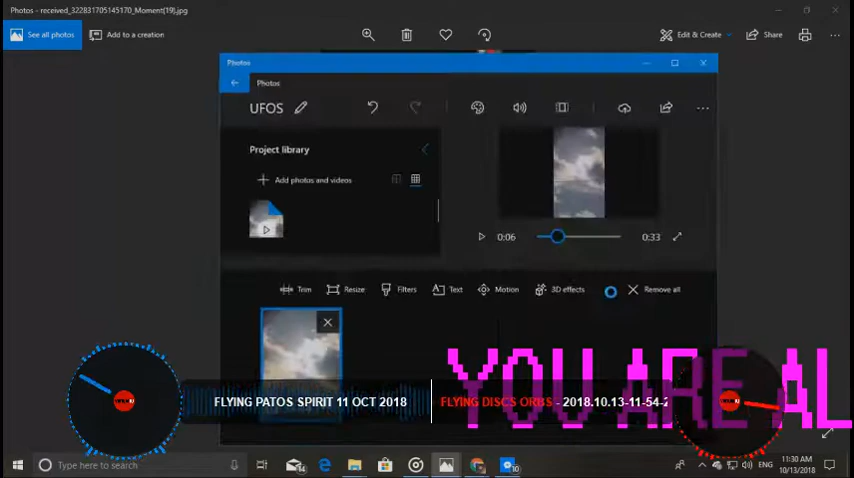 Photos - received_322831705145170_Moment(19).jpg
See all photos
Add to a creation
Edit & Create
Share
Photos
Photos
UFOS
Project library
Add photos and videos
0:06
0:33
Trim
Resize
Filters
Text
Motion
3D effects
Remove all
YOU ARE AL
FLYING PATOS SPIRIT 11 OCT 2018
FLYING DISCS ORBS - 2018.10.13-11-54-2
Type here to search
14
10
ENG
11:30 AM
10/13/2018